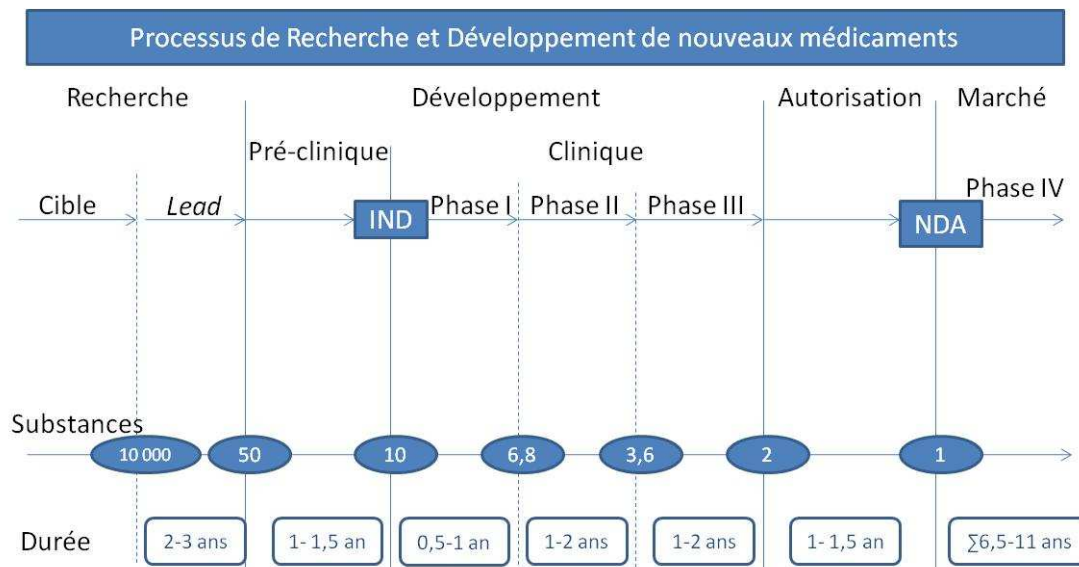 Processus de Recherche et Développement de nouveaux médicaments
Recherche Développement Autorisation Marché
Pré-clinique Clinique
Cible Lead IND Phase I Phase II Phase III NDA Phase IV
Substances
10 000 50 10 6,8 3,6 2 1
Durée 2-3 ans 1- 1,5 an 0,5-1 an 1-2 ans 1-2 ans 1- 1,5 an ∑6,5-11 ans